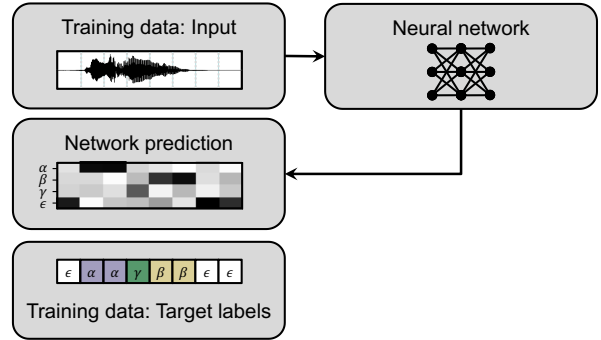 Training data: Input
Neural network
Network prediction
α
β
γ
ϵ
ϵ α α γ β β ϵ ϵ
Training data: Target labels